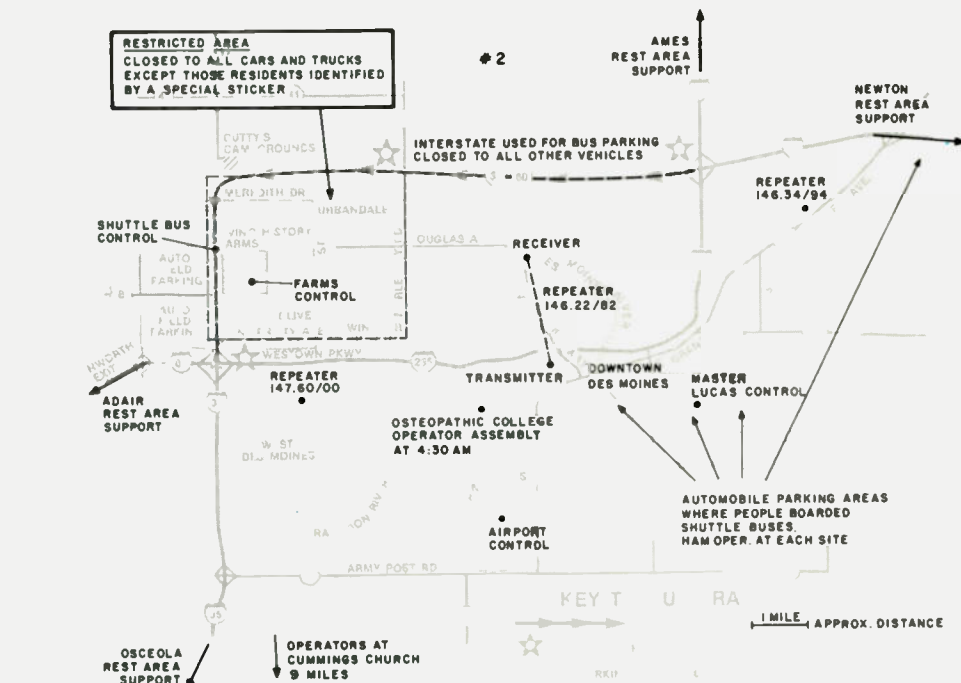 RESTRICTED AREA
CLOSED TO ALL CARS AND TRUCKS
EXCEPT THOSE RESIDENTS IDENTIFIED
BY A SPECIAL STICKER
#2
AMES
REST AREA
SUPPORT
NEWTON
REST AREA
SUPPORT
INTERSTATE USED FOR BUS PARKING
CLOSED TO ALL OTHER VEHICLES
MERIDITH DR
URBANDALE
REPEATER
146.34/94
SHUTTLE BUS
CONTROL
FARMS
CONTROL
RECEIVER
REPEATER
146.22/82
TRANSMITTER
WESTOWN PKWY
235
ADAIR
REST AREA
SUPPORT
REPEATER
147.60/00
DOWNTOWN
DES MOINES
MASTER
LUCAS CONTROL
OSTEOPATHIC COLLEGE
OPERATOR ASSEMBLY
AT 4:30 AM
AUTOMOBILE PARKING AREAS
WHERE PEOPLE BOARDED
SHUTTLE BUSES.
HAM OPER. AT EACH SITE
AIRPORT
CONTROL
ARMY POST RD
KEY T U RA
1 MILE APPROX. DISTANCE
35
OSCEOLA
REST AREA
SUPPORT
OPERATORS AT
CUMMINGS CHURCH
9 MILES